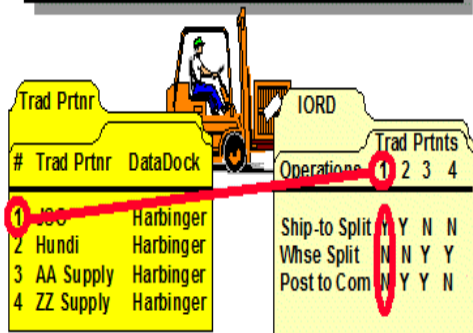 Trad Prtnr
# Trad Prtnr DataDock
1 Harbinger
2 Hundi Harbinger
3 AA Supply Harbinger
4 ZZ Supply Harbinger
IORD
Trad Prtnts
Operations 1 2 3 4
Ship-to Split Y Y N N
Whse Split N N Y Y
Post to Com N Y Y N